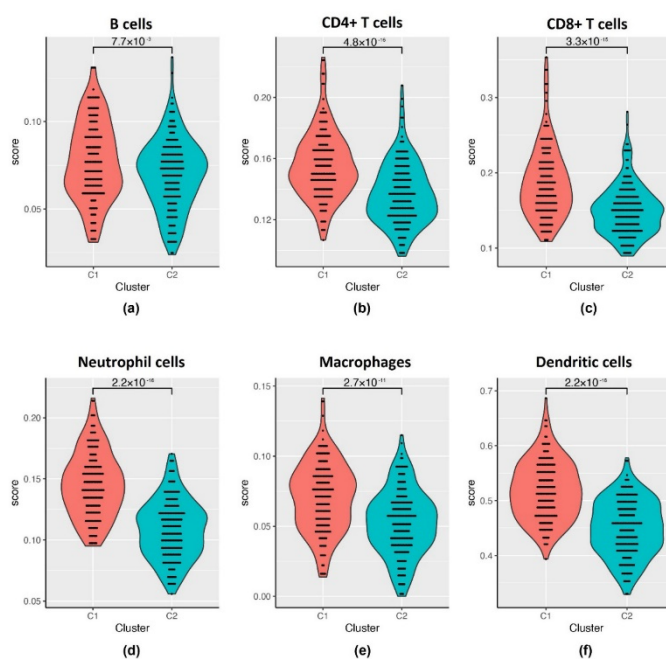 B cells
7.7×10⁻³
0.10
0.05
score
C1 C2
Cluster
(a)
CD4+ T cells
4.8×10⁻¹⁶
0.20
0.16
0.12
score
C1 C2
Cluster
(b)
CD8+ T cells
3.3×10⁻¹⁵
0.3
0.2
0.1
score
C1 C2
Cluster
(c)
Neutrophil cells
2.2×10⁻¹⁶
0.20
0.15
0.10
0.05
score
C1 C2
Cluster
(d)
Macrophages
2.7×10⁻¹¹
0.15
0.10
0.05
0.00
score
C1 C2
Cluster
(e)
Dendritic cells
0.7
0.6
0.5
0.4
score
C1 C2
Cluster
(f)